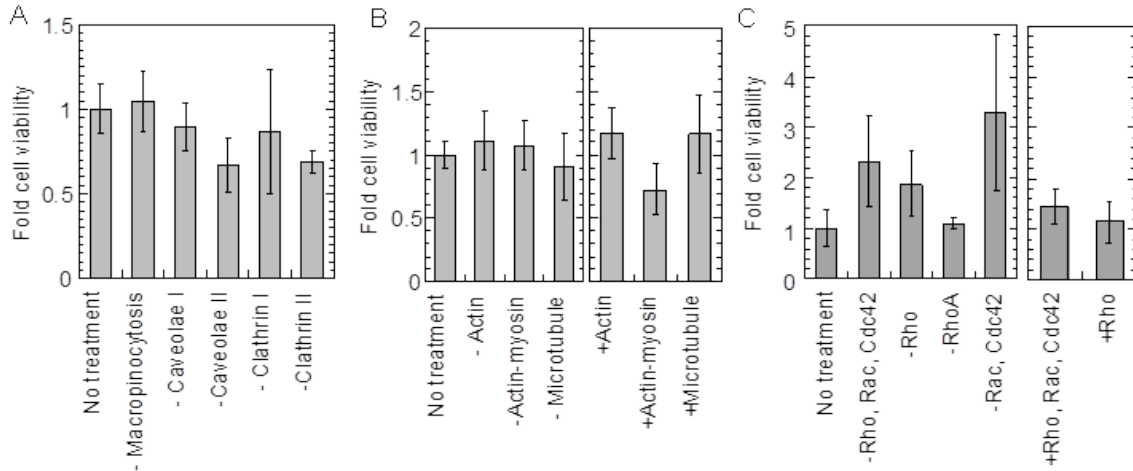 A
Fold cell viability
1.5
1
0.5
0
No treatment
- Macropinocytosis
- Caveolae I
-Caveolae II
- Clathrin I
-Clathrin II
B
Fold cell viability
2
1.5
1
0.5
0
No treatment
- Actin
-Actin-myosin
- Microtubule
+Actin
+Actin-myosin
+Microtubule
C
Fold cell viability
5
4
3
2
1
0
No treatment
-Rho, Rac, Cdc42
-Rho
-RhoA
-Rac, Cdc42
+Rho, Rac, Cdc42
+Rho